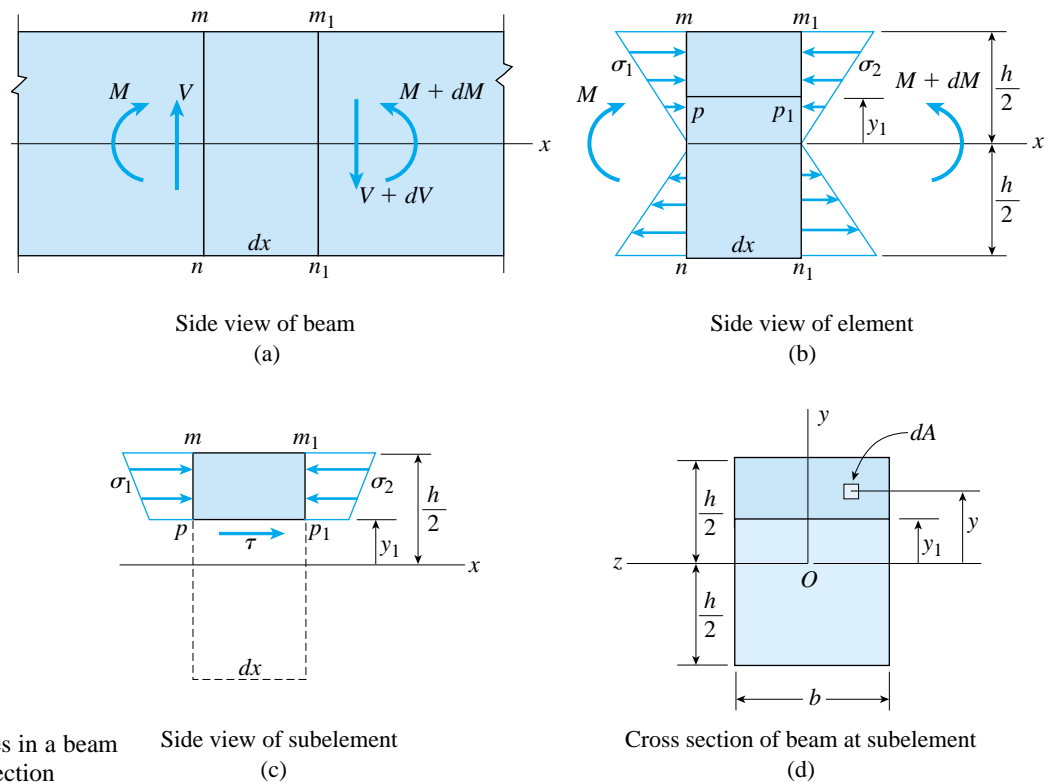 m m₁
M V M + dM
x
V + dV
dx
n n₁
Side view of beam
(a)
m m₁
σ₁ σ₂
M M + dM
h/2
p p₁
y₁
x
h/2
dx
n n₁
Side view of element
(b)
m m₁
σ₁ σ₂
h/2
p p₁
τ
y₁
x
dx
es in a beam
ection
Side view of subelement
(c)
y
dA
h/2
y
y₁
z
O
h/2
b
Cross section of beam at subelement
(d)